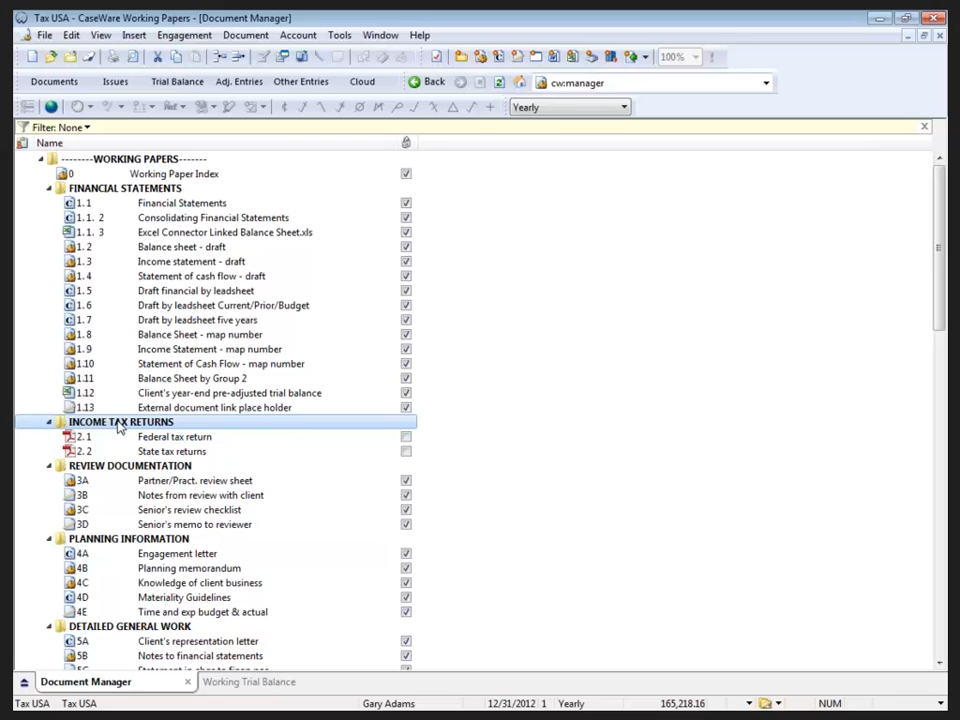 Tax USA - CaseWare Working Papers - [Document Manager]
File Edit View Insert Engagement Document Account Tools Window Help
100%
Documents Issues Trial Balance Adj. Entries Other Entries Cloud Back cw:manager
Yearly
Filter: None
Name
--------WORKING PAPERS-------
0 Working Paper Index
FINANCIAL STATEMENTS
1. 1 Financial Statements
1.1. 2 Consolidating Financial Statements
1.1. 3 Excel Connector Linked Balance Sheet.xls
1. 2 Balance sheet - draft
1. 3 Income statement - draft
1. 4 Statement of cash flow - draft
1. 5 Draft financial by leadsheet
1. 6 Draft by leadsheet Current/Prior/Budget
1. 7 Draft by leadsheet five years
1. 8 Balance Sheet - map number
1. 9 Income Statement - map number
1.10 Statement of Cash Flow - map number
1.11 Balance Sheet by Group 2
1.12 Client's year-end pre-adjusted trial balance
1.13 External document link place holder
INCOME TAX RETURNS
2. 1 Federal tax return
2. 2 State tax returns
REVIEW DOCUMENTATION
3A Partner/Pract. review sheet
3B Notes from review with client
3C Senior's review checklist
3D Senior's memo to reviewer
PLANNING INFORMATION
4A Engagement letter
4B Planning memorandum
4C Knowledge of client business
4D Materiality Guidelines
4E Time and exp budget & actual
DETAILED GENERAL WORK
5A Client's representation letter
5B Notes to financial statements
Document Manager Working Trial Balance
Tax USA Tax USA Gary Adams 12/31/2012 1 Yearly 165,218.16 NUM